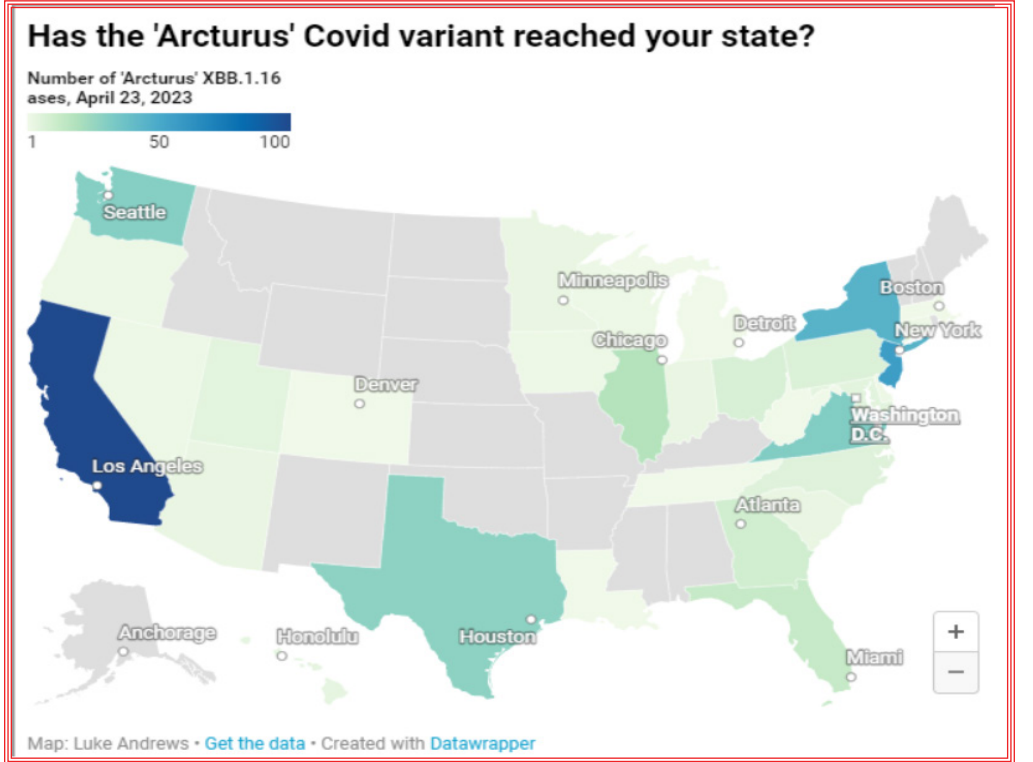 Has the 'Arcturus' Covid variant reached your state?
Number of 'Arcturus' XBB.1.16
ases, April 23, 2023
1 50 100
Seattle
Minneapolis
Boston
Detroit
New York
Chicago
Denver
Washington
D.C.
Los Angeles
Atlanta
Anchorage
Honolulu
Houston
Miami
+
−
Map: Luke Andrews • Get the data • Created with Datawrapper